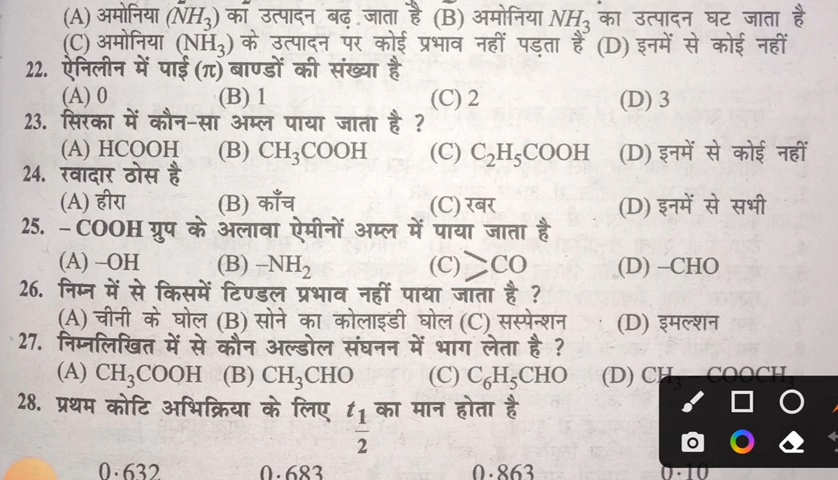 (A) अमोनिया (NH₃) का उत्पादन बढ़ जाता है (B) अमोनिया NH₃ का उत्पादन घट जाता है
(C) अमोनिया (NH₃) के उत्पादन पर कोई प्रभाव नहीं पड़ता है (D) इनमें से कोई नहीं
22. ऐनिलीन में पाई (π) बाण्डों की संख्या है
(A) 0 (B) 1 (C) 2 (D) 3
23. सिरका में कौन-सा अम्ल पाया जाता है ?
(A) HCOOH (B) CH₃COOH (C) C₂H₅COOH (D) इनमें से कोई नहीं
24. रवादार ठोस है
(A) हीरा (B) काँच (C) रबर (D) इनमें से सभी
25. – COOH ग्रुप के अलावा ऐमीनों अम्ल में पाया जाता है
(A) –OH (B) –NH₂ (C) >CO (D) –CHO
26. निम्न में से किसमें टिण्डल प्रभाव नहीं पाया जाता है ?
(A) चीनी के घोल (B) सोने का कोलाइडी घोल (C) सस्पेन्शन (D) इमल्शन
27. निम्नलिखित में से कौन अल्डोल संघनन में भाग लेता है ?
(A) CH₃COOH (B) CH₃CHO (C) C₆H₅CHO (D) CH₃ – COOCH₃
28. प्रथम कोटि अभिक्रिया के लिए t1/2 का मान होता है
0·632 0·683 0·863 0·10